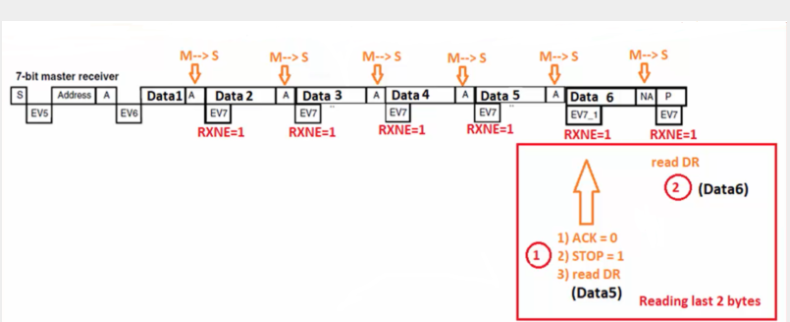 M--> S M--> S M--> S M--> S M--> S M--> S
7-bit master receiver
S Address A Data1 A Data 2 A Data 3 A Data 4 A Data 5 A Data 6 NA P
EV5 EV6 EV7 EV7 EV7 EV7 EV7_1 EV7
RXNE=1 RXNE=1 RXNE=1 RXNE=1 RXNE=1 RXNE=1
read DR
2 (Data6)
1) ACK = 0
1 2) STOP = 1
3) read DR
(Data5)
Reading last 2 bytes